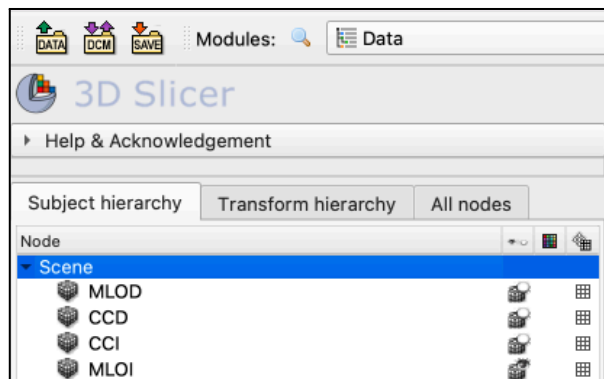 DATA DCM SAVE Modules: Data
3D Slicer
Help & Acknowledgement
Subject hierarchy Transform hierarchy All nodes
Node
Scene
MLOD
CCD
CCI
MLOI